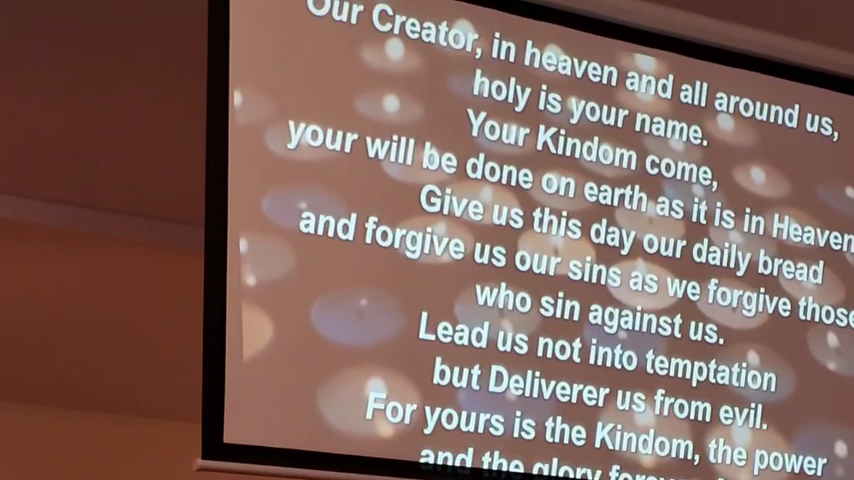 Our Creator, in heaven and all around us,
holy is your name.
Your Kindom come,
your will be done on earth as it is in Heaven
Give us this day our daily bread
and forgive us our sins as we forgive those
who sin against us.
Lead us not into temptation
but Deliverer us from evil.
For yours is the Kindom, the power
and the glory